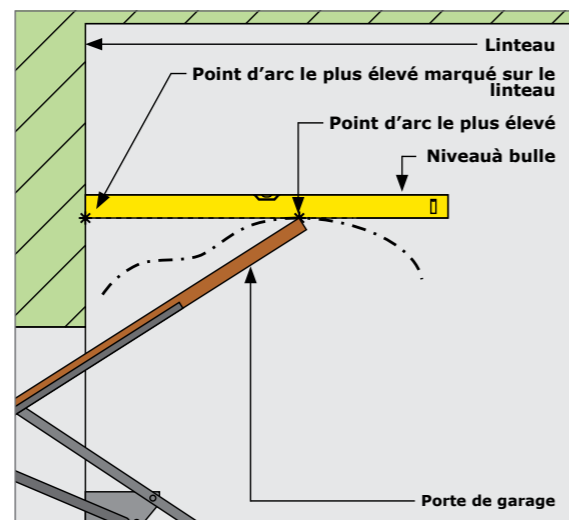 Linteau
Point d'arc le plus élevé marqué sur le
linteau
Point d'arc le plus élevé
Niveauà bulle
Porte de garage